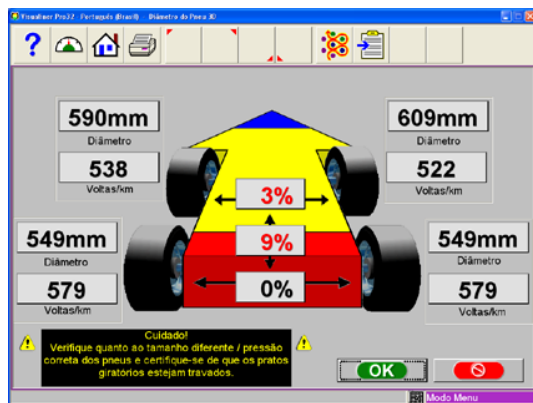 Visualiner Pro32 - Português (Brasil) - Diâmetro do Pneu 3D
?
590mm
Diâmetro
538
Voltas/km
609mm
Diâmetro
522
Voltas/km
3%
9%
0%
549mm
Diâmetro
579
Voltas/km
549mm
Diâmetro
579
Voltas/km
Cuidado!
Verifique quanto ao tamanho diferente / pressão
correta dos pneus e certifique-se de que os pratos
giratórios estejam travados.
OK
Modo Menu